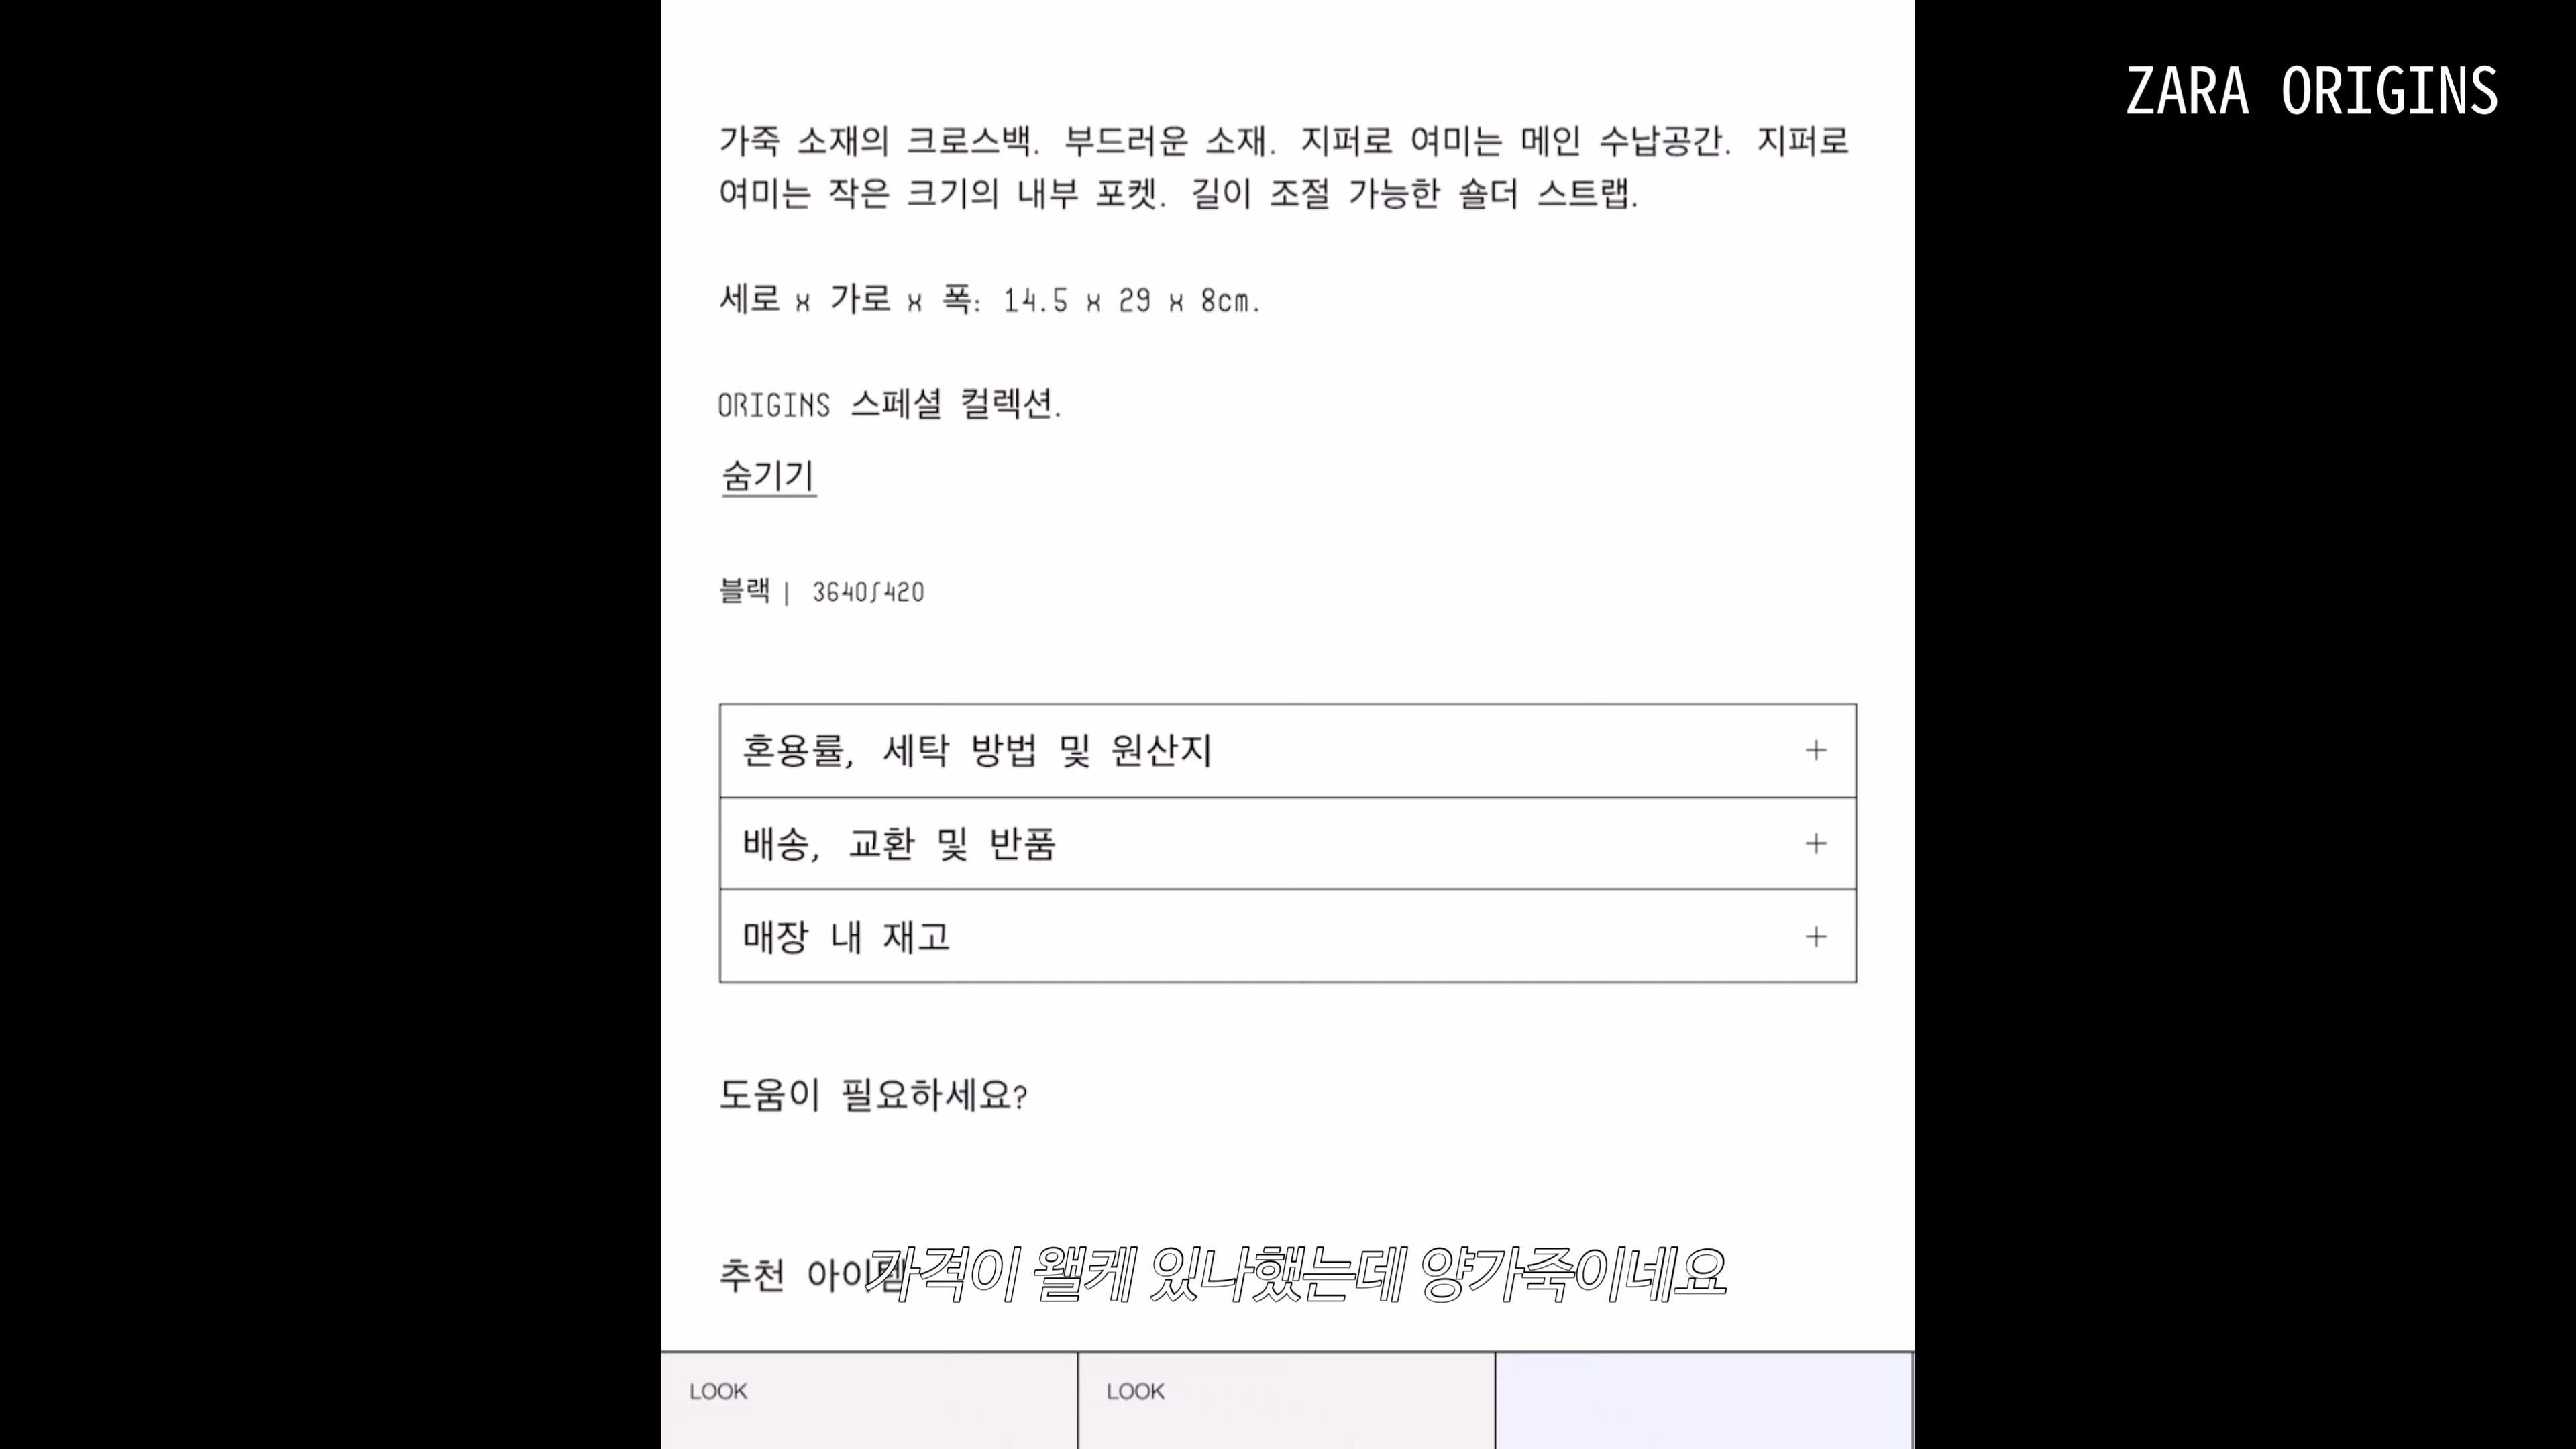 ZARA ORIGINS
가죽 소재의 크로스백. 부드러운 소재. 지퍼로 여미는 메인 수납공간. 지퍼로
여미는 작은 크기의 내부 포켓. 길이 조절 가능한 숄더 스트랩.
세로 x 가로 x 폭: 14.5 x 29 x 8cm.
ORIGINS 스페셜 컬렉션.
숨기기
블랙 | 3640/420
혼용률, 세탁 방법 및 원산지 +
배송, 교환 및 반품 +
매장 내 재고 +
도움이 필요하세요?
추천 아이템
가격이 왤케 있나했는데 양가죽이네요
LOOK LOOK